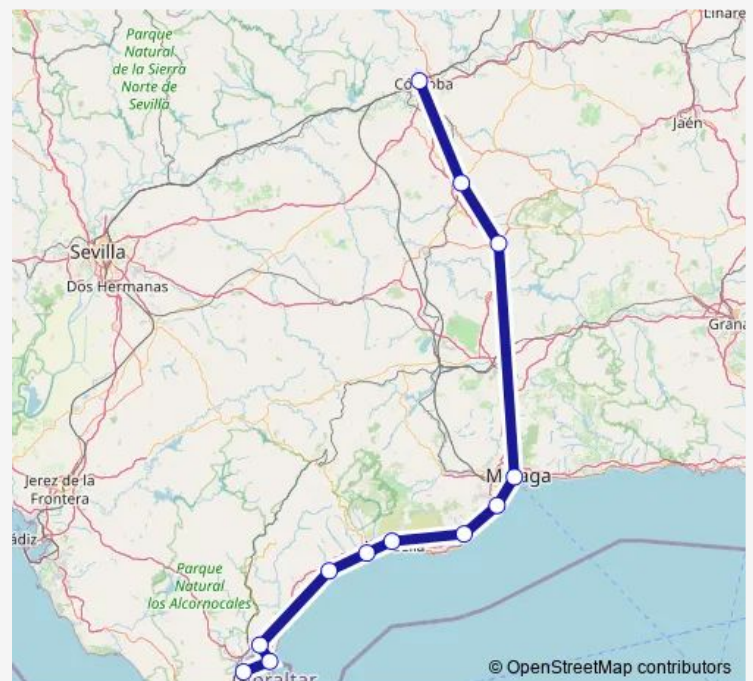 Linare
Parque
Natural
de la Sierra
Norte de
Sevilla
Jaén
Sevilla
Dos Hermanas
Grana
Jerez de la
Frontera
ádiz
Parque
Natural
los Alcornocales
© OpenStreetMap contributors